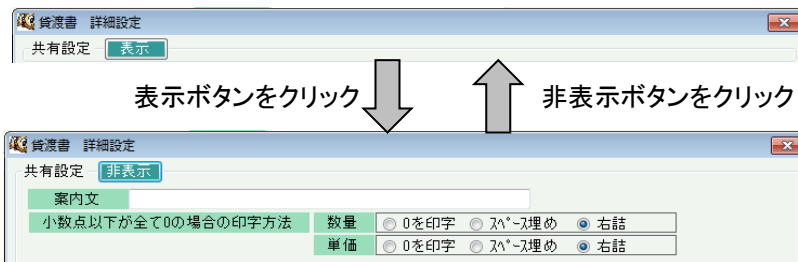 貸渡書 詳細設定
共有設定 表示
表示ボタンをクリック 非表示ボタンをクリック
貸渡書 詳細設定
共有設定 非表示
案内文
小数点以下が全て0の場合の印字方法 数量 0を印字 ｽﾍﾟｰｽ埋め 右詰
単価 0を印字 ｽﾍﾟｰｽ埋め 右詰